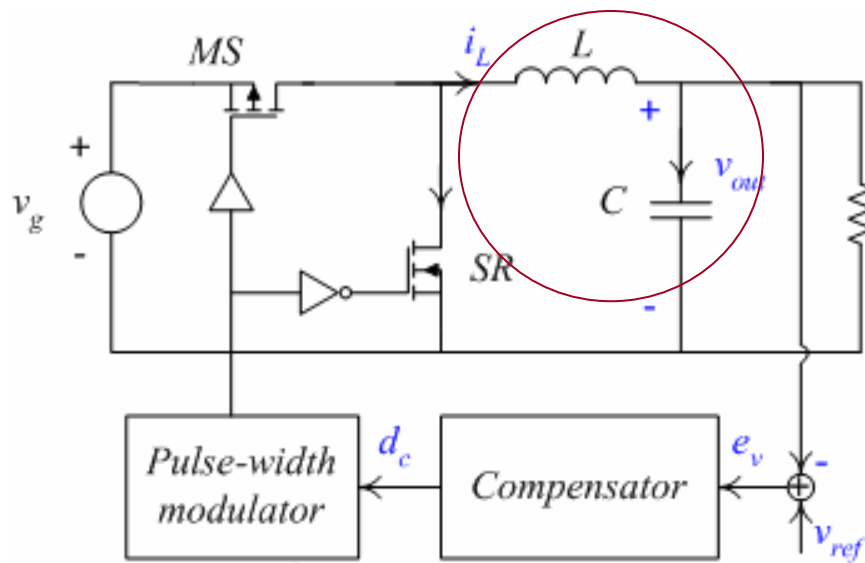 MS
i_L
L
+
+
v_g
-
C
v_out
SR
-
Pulse-width
modulator
d_c
Compensator
e_v
-
+
v_ref